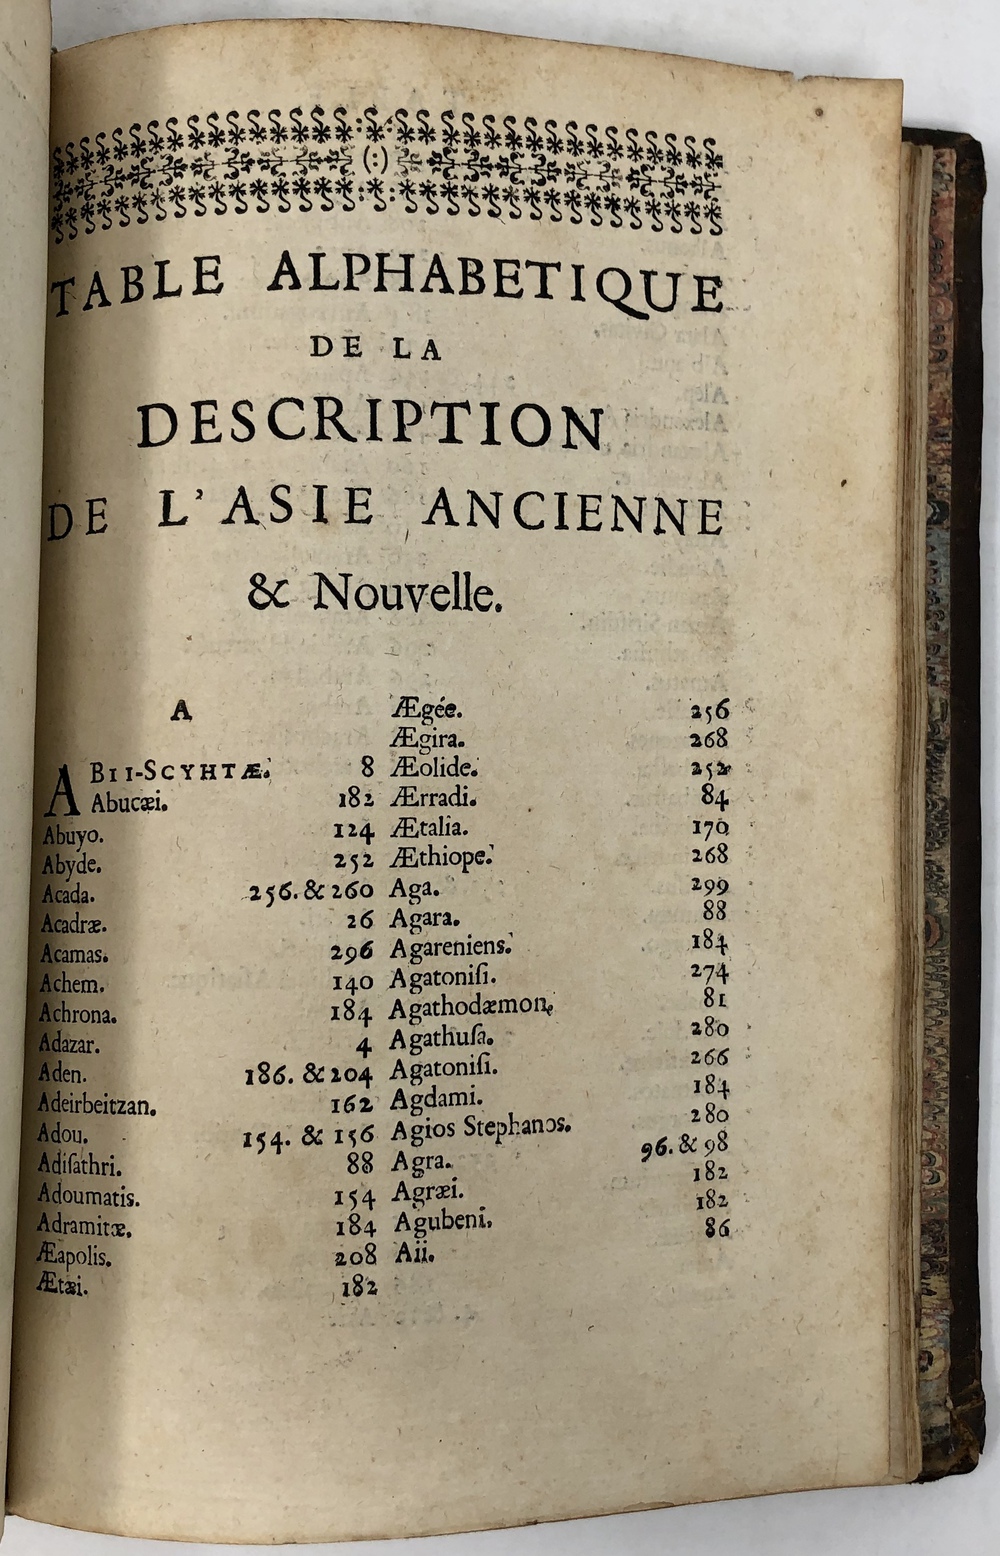 (:)
TABLE ALPHABETIQUE
DE LA
DESCRIPTION
DE L'ASIE ANCIENNE
& Nouvelle.
A
ABII-SCYHTÆ. 8
Abucæi. 182
Abuyo. 124
Abyde. 252
Acada. 256. & 260
Acadræ. 26
Acamas. 296
Achem. 140
Achrona. 184
Adazar. 4
Aden. 186. & 204
Adeirbeitzan. 162
Adou. 154. & 156
Adiſathri. 88
Adoumatis. 154
Adramitæ. 184
Æapolis. 208
Ætæi. 182
Ægée. 256
Ægira. 268
Æolide. 252
Ærradi. 84
Ætalia. 170
Æthiope. 268
Aga. 299
Agara. 88
Agareniens. 184
Agatoniſi. 274
Agathodæmon. 81
Agathuſa. 280
Agatoniſi. 266
Agdami. 184
Agios Stephanos. 280
Agra. 96. & 98
Agræi. 182
Agubeni. 182
Aii. 86